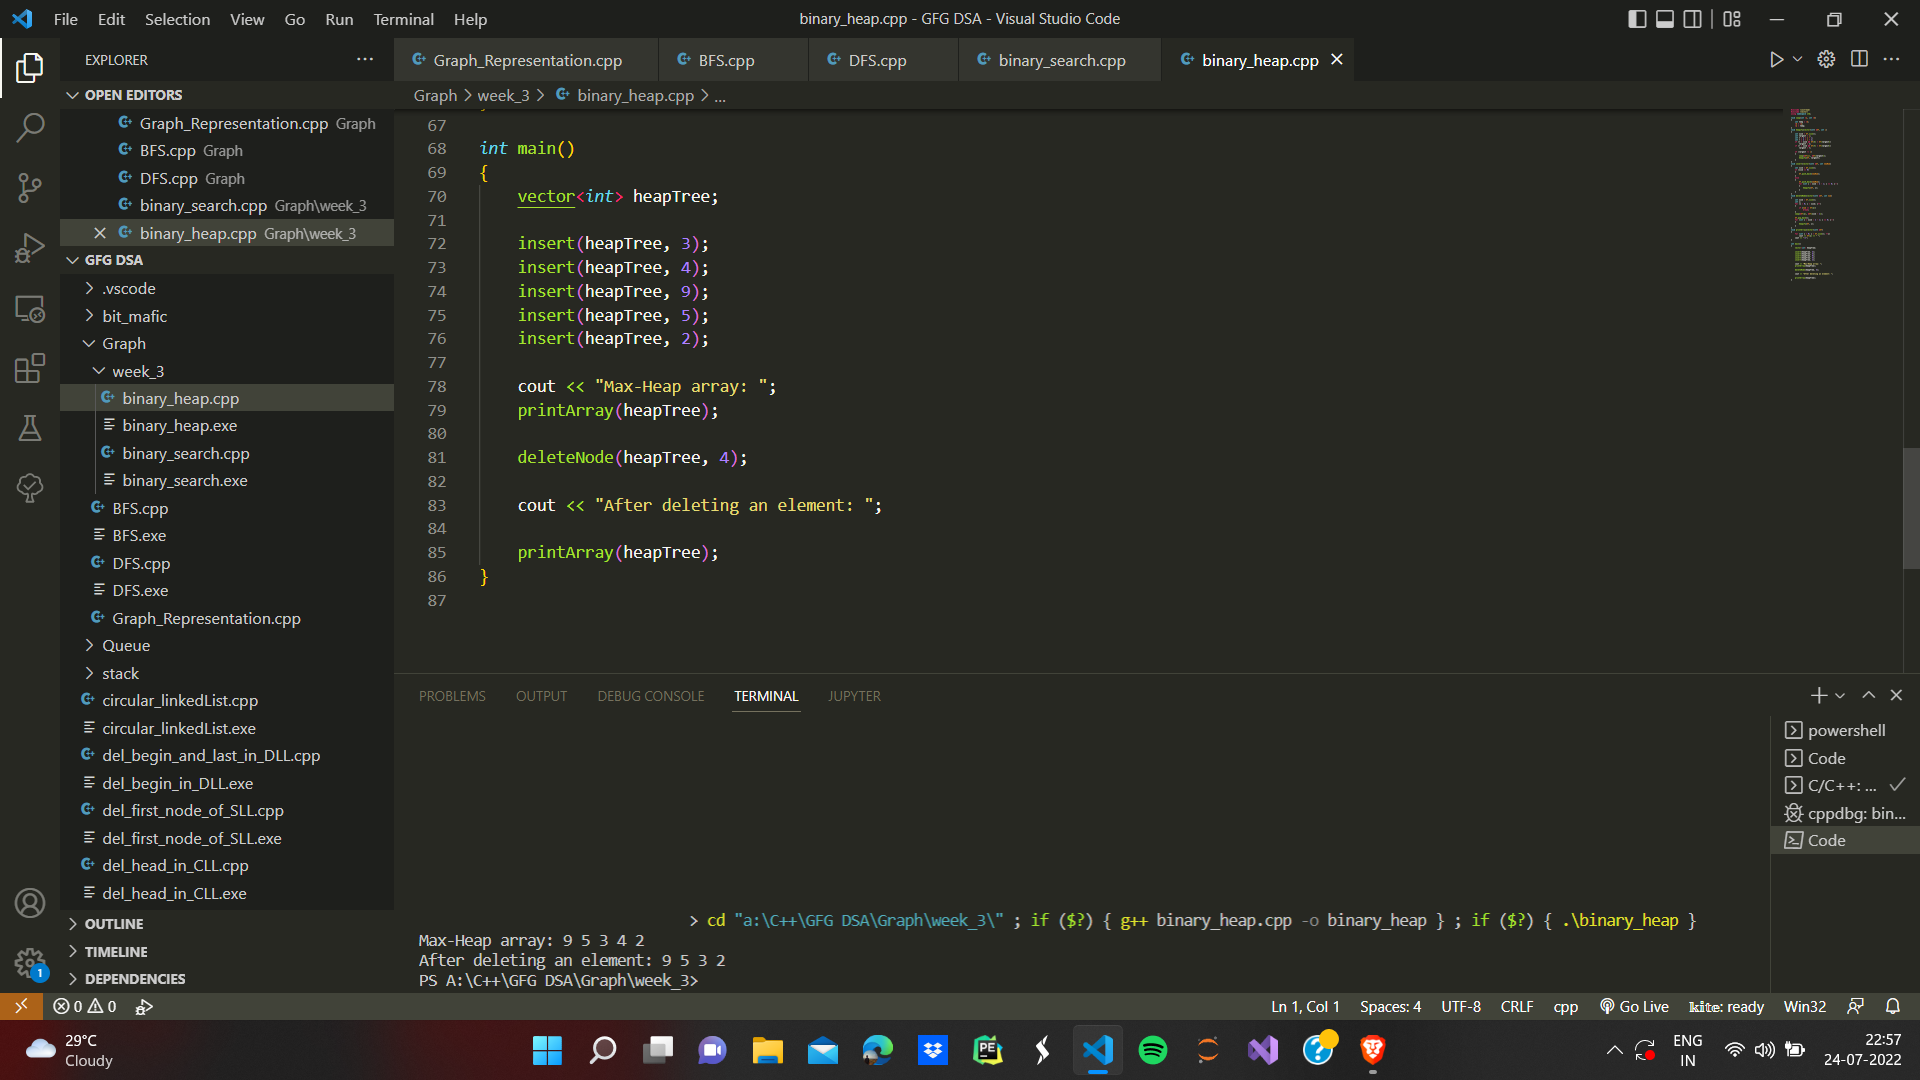 File Edit Selection View Go Run Terminal Help
binary_heap.cpp - GFG DSA - Visual Studio Code
EXPLORER
OPEN EDITORS
Graph_Representation.cpp Graph
BFS.cpp Graph
DFS.cpp Graph
binary_search.cpp Graph\week_3
binary_heap.cpp Graph\week_3
GFG DSA
.vscode
bit_mafic
Graph
week_3
binary_heap.cpp
binary_heap.exe
binary_search.cpp
binary_search.exe
BFS.cpp
BFS.exe
DFS.cpp
DFS.exe
Graph_Representation.cpp
Queue
stack
circular_linkedList.cpp
circular_linkedList.exe
del_begin_and_last_in_DLL.cpp
del_begin_in_DLL.exe
del_first_node_of_SLL.cpp
del_first_node_of_SLL.exe
del_head_in_CLL.cpp
del_head_in_CLL.exe
OUTLINE
TIMELINE
DEPENDENCIES
Graph_Representation.cpp BFS.cpp DFS.cpp binary_search.cpp binary_heap.cpp
Graph > week_3 > binary_heap.cpp > ...
67
68 int main()
69 {
70 vector<int> heapTree;
71
72 insert(heapTree, 3);
73 insert(heapTree, 4);
74 insert(heapTree, 9);
75 insert(heapTree, 5);
76 insert(heapTree, 2);
77
78 cout << "Max-Heap array: ";
79 printArray(heapTree);
80
81 deleteNode(heapTree, 4);
82
83 cout << "After deleting an element: ";
84
85 printArray(heapTree);
86 }
87
PROBLEMS OUTPUT DEBUG CONSOLE TERMINAL JUPYTER
> cd "a:\C++\GFG DSA\Graph\week_3\" ; if ($?) { g++ binary_heap.cpp -o binary_heap } ; if ($?) { .\binary_heap }
Max-Heap array: 9 5 3 4 2
After deleting an element: 9 5 3 2
PS A:\C++\GFG DSA\Graph\week_3>
powershell
Code
C/C++: ...
cppdbg: bin...
Code
1
0 0
Ln 1, Col 1 Spaces: 4 UTF-8 CRLF cpp Go Live kite: ready Win32
29°C
Cloudy
PE
ENG
IN
22:57
24-07-2022